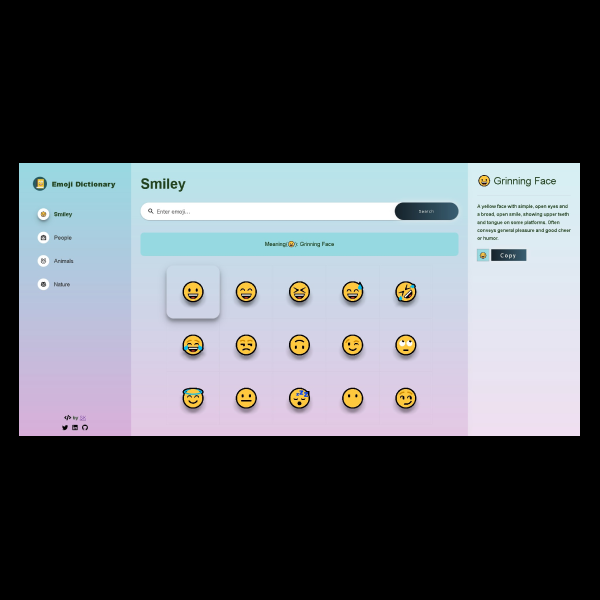 Emoji Dictionary
Smiley
People
Animals
Nature
by SK
Smiley
Enter emoji...
Search
Meaning(😀): Grinning Face
Grinning Face
A yellow face with simple, open eyes and
a broad, open smile, showing upper teeth
and tongue on some platforms. Often
conveys general pleasure and good cheer
or humor.
Copy